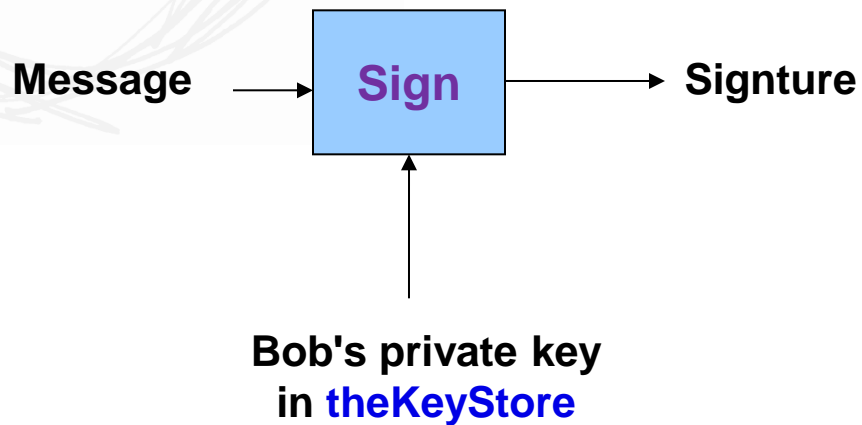 Message
Sign
Signture
Bob's private key
in theKeyStore